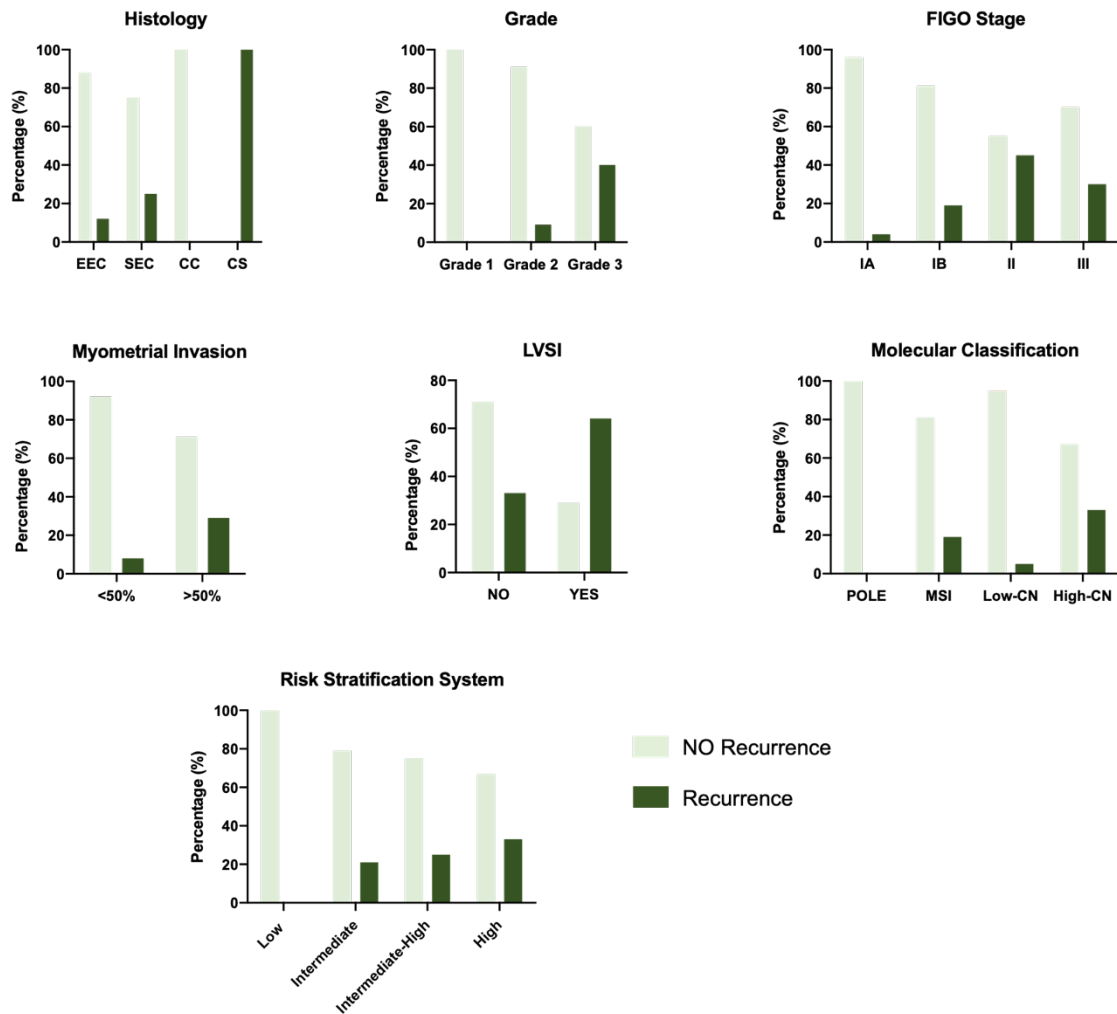 Histology
Percentage (%)
100
80
60
40
20
0
EEC SEC CC CS
Grade
Percentage (%)
100
80
60
40
20
0
Grade 1 Grade 2 Grade 3
FIGO Stage
Percentage (%)
100
80
60
40
20
0
IA IB II III
Myometrial Invasion
Percentage (%)
100
80
60
40
20
0
<50% >50%
LVSI
Percentage (%)
80
60
40
20
0
NO YES
Molecular Classification
Percentage (%)
100
80
60
40
20
0
POLE MSI Low-CN High-CN
Risk Stratification System
Percentage (%)
100
80
60
40
20
0
Low Intermediate Intermediate-High High
NO Recurrence
Recurrence